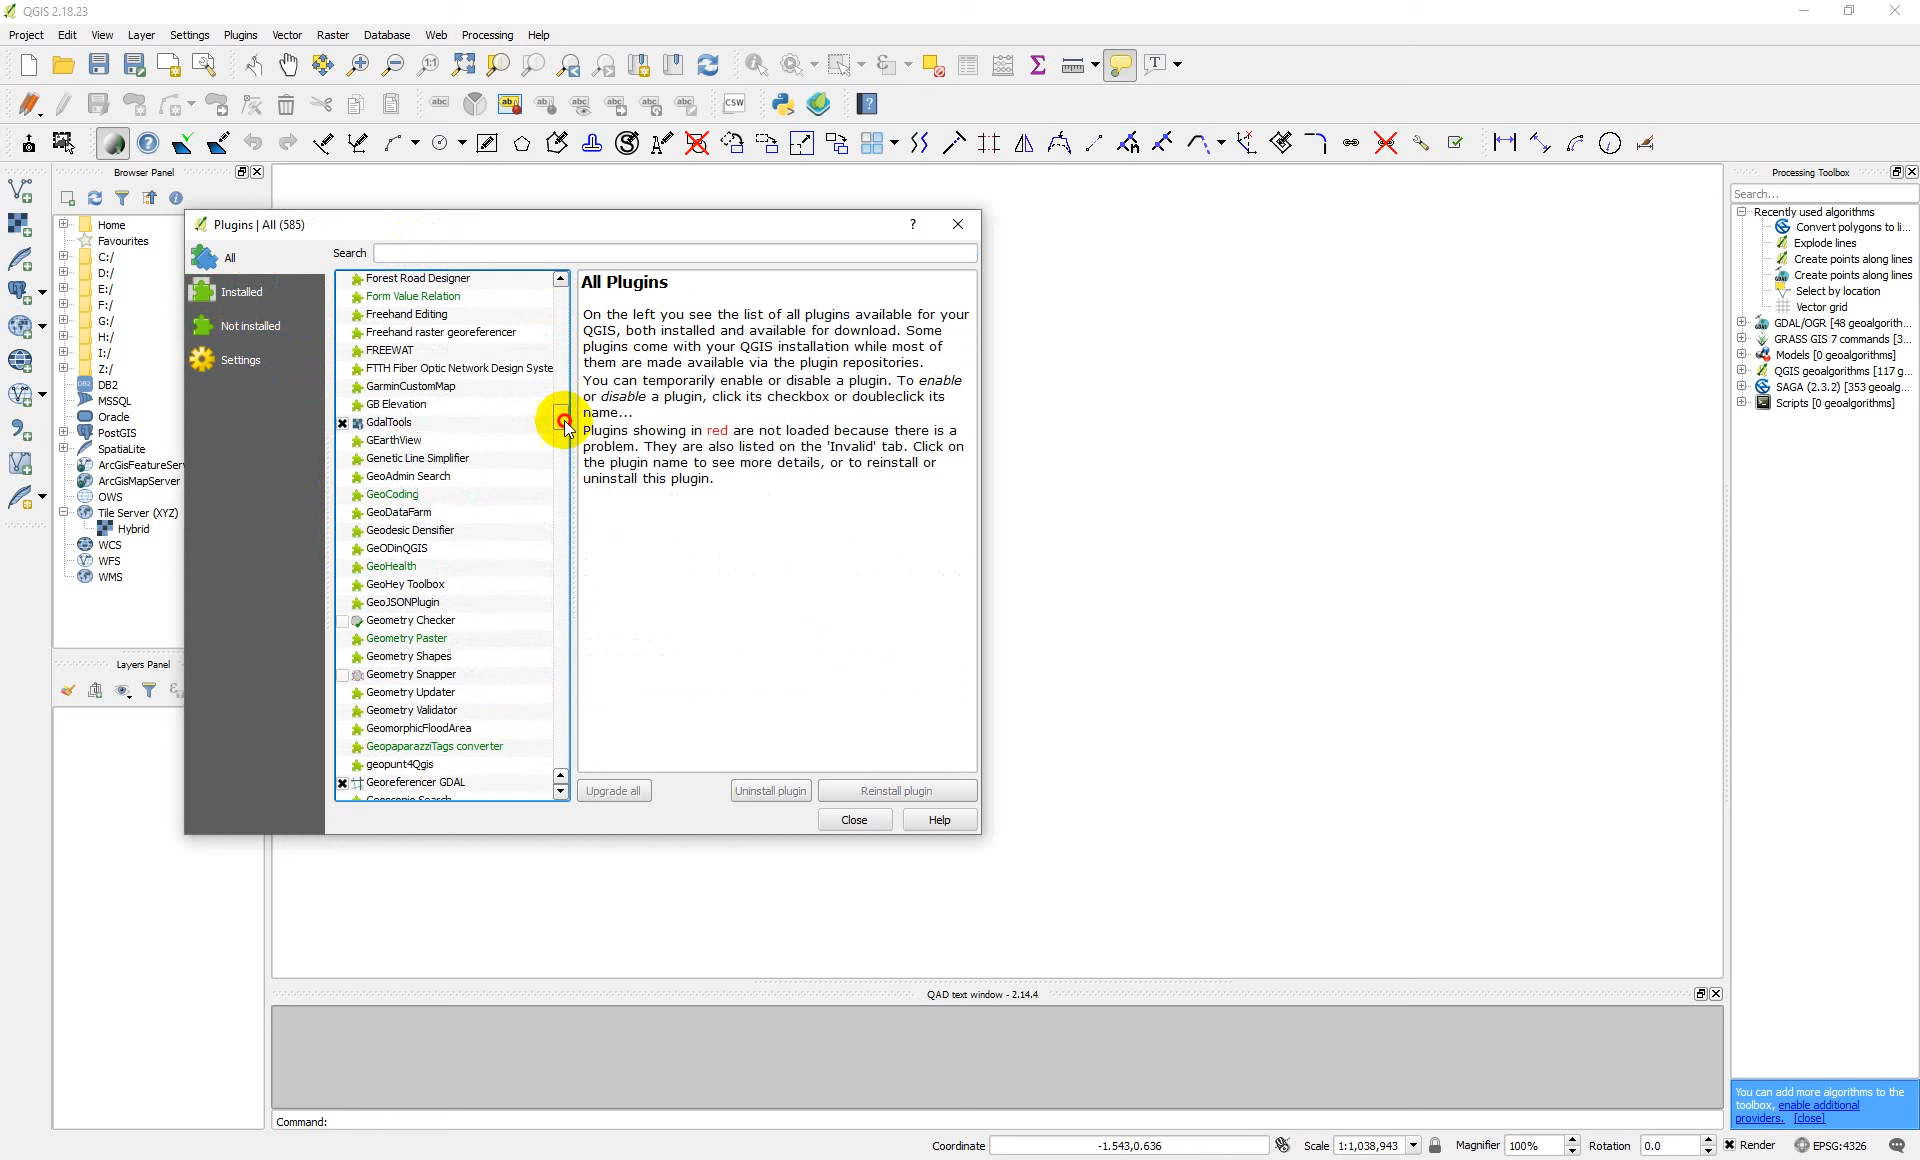 QGIS 2.18.23
Project Edit View Layer Settings Plugins Vector Raster Database Web Processing Help
abc abc CSW
Browser Panel
Processing Toolbox
Search...
Home
Favourites
C:/
D:/
E:/
F:/
G:/
H:/
I:/
Z:/
DB2
MSSQL
Oracle
PostGIS
SpatiaLite
ArcGisFeatureSer
ArcGisMapServer
OWS
Tile Server (XYZ)
Hybrid
WCS
WFS
WMS
Layers Panel
Plugins | All (585)
All
Installed
Not installed
Settings
Search
Forest Road Designer
Form Value Relation
Freehand Editing
Freehand raster georeferencer
FREEWAT
FTTH Fiber Optic Network Design Syste
GarminCustomMap
GB Elevation
GdalTools
GEarthView
Genetic Line Simplifier
GeoAdmin Search
GeoCoding
GeoDataFarm
Geodesic Densifier
GeODinQGIS
GeoHealth
GeoHey Toolbox
GeoJSONPlugin
Geometry Checker
Geometry Paster
Geometry Shapes
Geometry Snapper
Geometry Updater
Geometry Validator
GeomorphicFloodArea
GeopaparazziTags converter
geopunt4Qgis
Georeferencer GDAL
All Plugins
On the left you see the list of all plugins available for your
QGIS, both installed and available for download. Some
plugins come with your QGIS installation while most of
them are made available via the plugin repositories.
You can temporarily enable or disable a plugin. To enable
or disable a plugin, click its checkbox or doubleclick its
name...
Plugins showing in red are not loaded because there is a
problem. They are also listed on the 'Invalid' tab. Click on
the plugin name to see more details, or to reinstall or
uninstall this plugin.
Upgrade all Uninstall plugin Reinstall plugin
Close Help
Recently used algorithms
Convert polygons to li...
Explode lines
Create points along lines
Create points along lines
Select by location
Vector grid
GDAL/OGR [48 geoalgorith...
GRASS GIS 7 commands [3...
Models [0 geoalgorithms]
QGIS geoalgorithms [117 g...
SAGA (2.3.2) [353 geoalg...
Scripts [0 geoalgorithms]
QAD text window - 2.14.4
Command:
You can add more algorithms to the
toolbox, enable additional
providers. [close]
Coordinate -1.543,0.636 Scale 1:1,038,943 Magnifier 100% Rotation 0.0 Render EPSG:4326